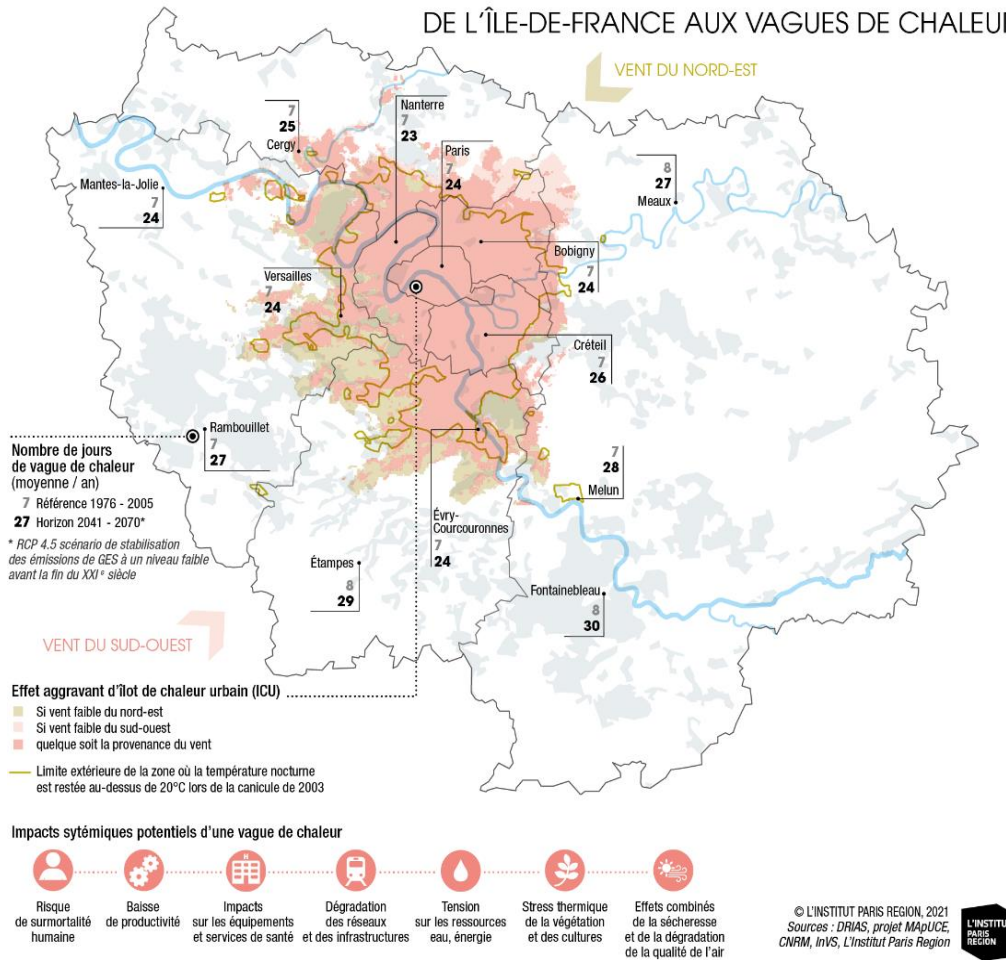 DE L'ÎLE-DE-FRANCE AUX VAGUES DE CHALEUR
VENT DU NORD-EST
7
25
Cergy
Nanterre
7
23
Paris
7
24
8
27
Meaux
Mantes-la-Jolie
7
24
Bobigny
7
24
Versailles
7
24
Créteil
7
26
Rambouillet
7
27
Nombre de jours
de vague de chaleur
(moyenne / an)
7 Référence 1976 - 2005
27 Horizon 2041 - 2070*
* RCP 4.5 scénario de stabilisation
des émissions de GES à un niveau faible
avant la fin du XXIe siècle
7
28
Melun
Évry-
Courcouronnes
7
24
Étampes
8
29
Fontainebleau
8
30
VENT DU SUD-OUEST
Effet aggravant d'îlot de chaleur urbain (ICU)
Si vent faible du nord-est
Si vent faible du sud-ouest
quelque soit la provenance du vent
Limite extérieure de la zone où la température nocturne
est restée au-dessus de 20°C lors de la canicule de 2003
Impacts sytémiques potentiels d'une vague de chaleur
H
Risque
de surmortalité
humaine
Baisse
de productivité
Impacts
sur les équipements
et services de santé
Dégradation
des réseaux
et des infrastructures
Tension
sur les ressources
eau, énergie
Stress thermique
de la végétation
et des cultures
Effets combinés
de la sécheresse
et de la dégradation
de la qualité de l'air
© L'INSTITUT PARIS REGION, 2021
Sources : DRIAS, projet MApUCE,
CNRM, InVS, L'Institut Paris Region
L'INSTITUT
PARIS
REGION